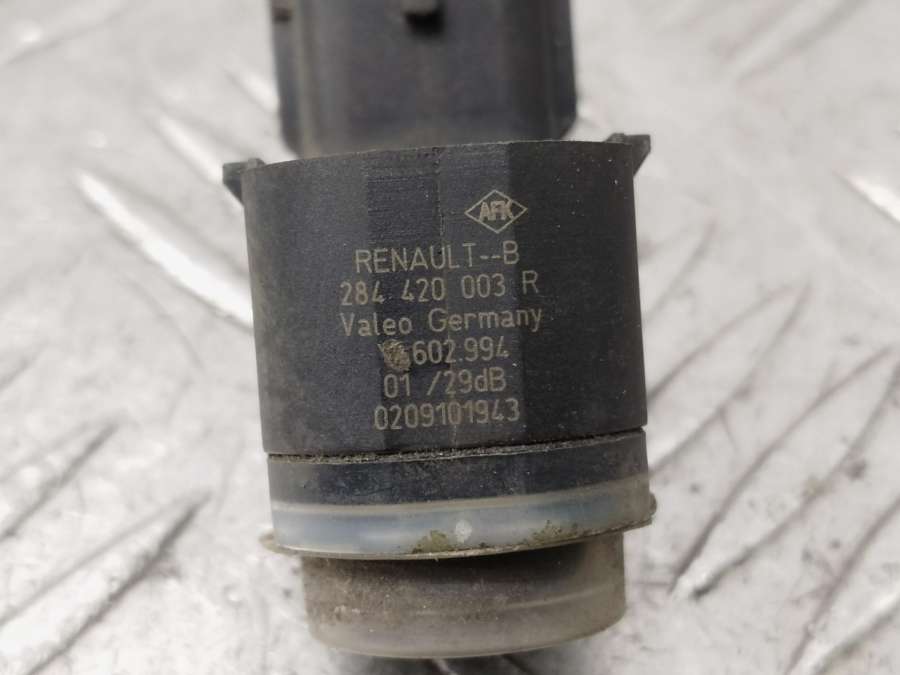 AFK
RENAULT--B
284 420 003 R
Valeo Germany
602.994
01 /29dB
0209101943